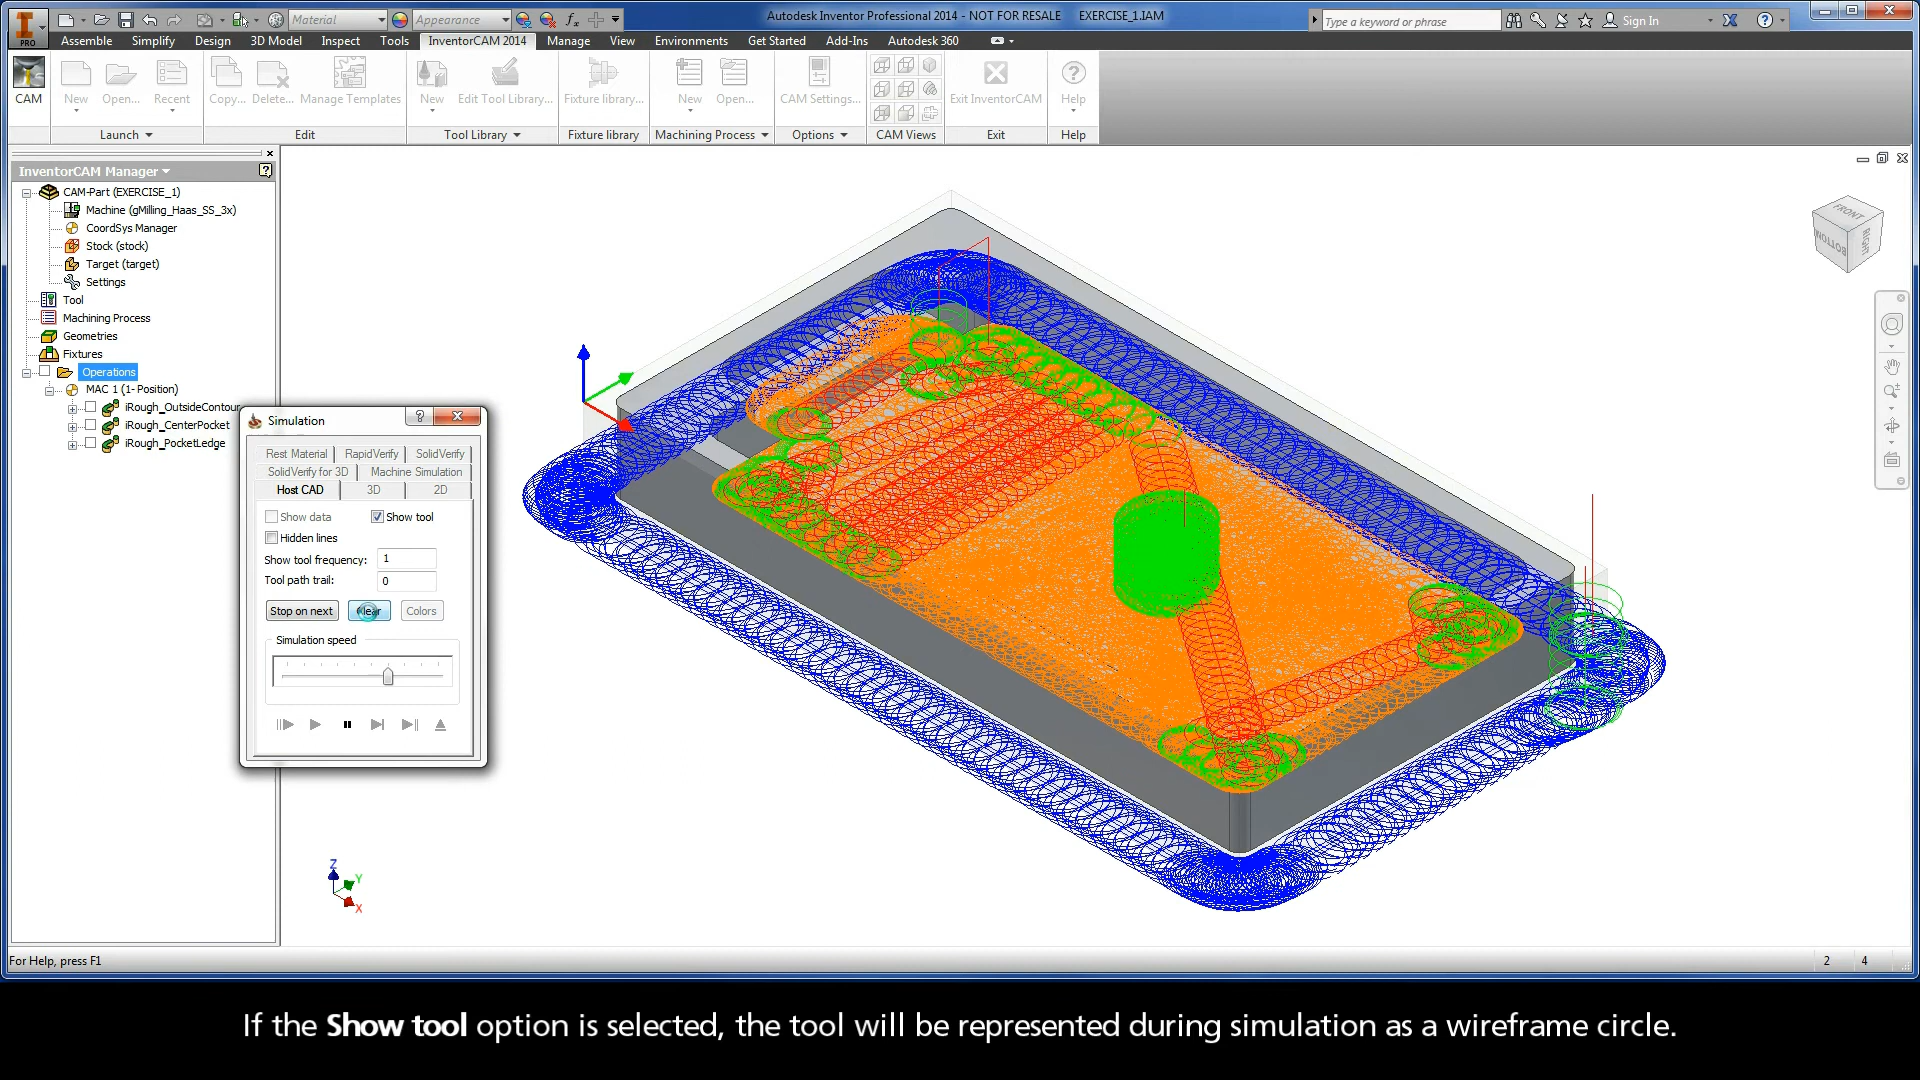 Material
Appearance
Autodesk Inventor Professional 2014 - NOT FOR RESALE EXERCISE_1.IAM
Type a keyword or phrase
Sign In
PRO
Assemble Simplify Design 3D Model Inspect Tools InventorCAM 2014 Manage View Environments Get Started Add-Ins Autodesk 360
CAM New Open... Recent Copy... Delete... Manage Templates New Edit Tool Library... Fixture library... New Open... CAM Settings... Exit InventorCAM Help
Launch Edit Tool Library Fixture library Machining Process Options CAM Views Exit Help
InventorCAM Manager
CAM-Part (EXERCISE_1)
Machine (gMilling_Haas_SS_3x)
CoordSys Manager
Stock (stock)
Target (target)
Settings
Tool
Machining Process
Geometries
Fixtures
Operations
MAC 1 (1- Position)
iRough_OutsideContour
iRough_CenterPocket
iRough_PocketLedge
Simulation
Rest Material RapidVerify SolidVerify
SolidVerify for 3D Machine Simulation
Host CAD 3D 2D
Show data Show tool
Hidden lines
Show tool frequency: 1
Tool path trail: 0
Stop on next Clear Colors
Simulation speed
FRONT
BOTTOM
RIGHT
Z
Y
X
For Help, press F1
2 4
If the Show tool option is selected, the tool will be represented during simulation as a wireframe circle.